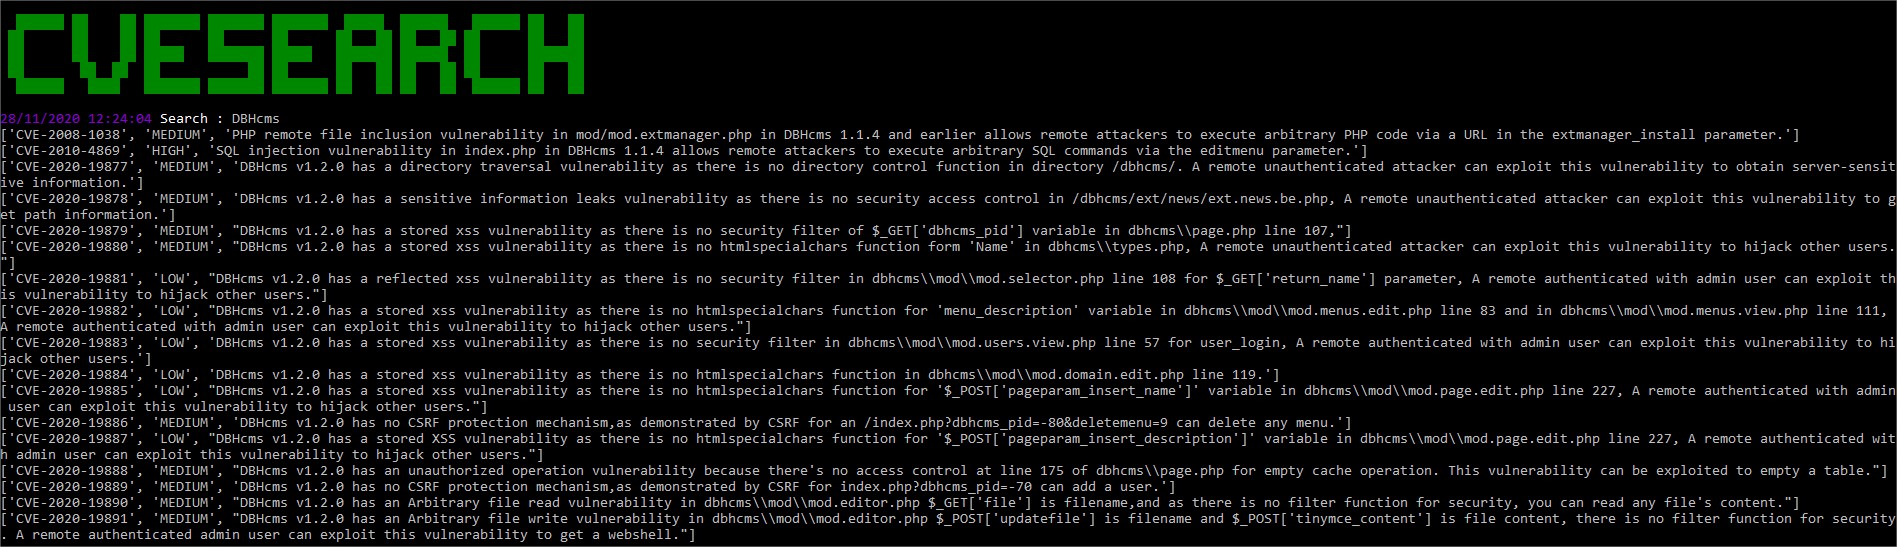 CVESEARCH
28/11/2020 12:24:04 Search : DBHcms
['CVE-2008-1038', 'MEDIUM', 'PHP remote file inclusion vulnerability in mod/mod.extmanager.php in DBHcms 1.1.4 and earlier allows remote attackers to execute arbitrary PHP code via a URL in the extmanager_install parameter.']
['CVE-2010-4869', 'HIGH', 'SQL injection vulnerability in index.php in DBHcms 1.1.4 allows remote attackers to execute arbitrary SQL commands via the editmenu parameter.']
['CVE-2020-19877', 'MEDIUM', 'DBHcms v1.2.0 has a directory traversal vulnerability as there is no directory control function in directory /dbhcms/. A remote unauthenticated attacker can exploit this vulnerability to obtain server-sensit
ive information.']
['CVE-2020-19878', 'MEDIUM', 'DBHcms v1.2.0 has a sensitive information leaks vulnerability as there is no security access control in /dbhcms/ext/news/ext.news.be.php, A remote unauthenticated attacker can exploit this vulnerability to g
et path information.']
['CVE-2020-19879', 'MEDIUM', "DBHcms v1.2.0 has a stored xss vulnerability as there is no security filter of $_GET['dbhcms_pid'] variable in dbhcms\\page.php line 107,"]
['CVE-2020-19880', 'MEDIUM', "DBHcms v1.2.0 has a stored xss vulnerability as there is no htmlspecialchars function form 'Name' in dbhcms\\types.php, A remote unauthenticated attacker can exploit this vulnerability to hijack other users.
"]
['CVE-2020-19881', 'LOW', "DBHcms v1.2.0 has a reflected xss vulnerability as there is no security filter in dbhcms\\mod\\mod.selector.php line 108 for $_GET['return_name'] parameter, A remote authenticated with admin user can exploit th
is vulnerability to hijack other users."]
['CVE-2020-19882', 'LOW', "DBHcms v1.2.0 has a stored xss vulnerability as there is no htmlspecialchars function for 'menu_description' variable in dbhcms\\mod\\mod.menus.edit.php line 83 and in dbhcms\\mod\\mod.menus.view.php line 111,
A remote authenticated with admin user can exploit this vulnerability to hijack other users."]
['CVE-2020-19883', 'LOW', 'DBHcms v1.2.0 has a stored xss vulnerability as there is no security filter in dbhcms\\mod\\mod.users.view.php line 57 for user_login, A remote authenticated with admin user can exploit this vulnerability to hi
jack other users.']
['CVE-2020-19884', 'LOW', 'DBHcms v1.2.0 has a stored xss vulnerability as there is no htmlspecialchars function in dbhcms\\mod\\mod.domain.edit.php line 119.']
['CVE-2020-19885', 'LOW', "DBHcms v1.2.0 has a stored xss vulnerability as there is no htmlspecialchars function for '$_POST['pageparam_insert_name']' variable in dbhcms\\mod\\mod.page.edit.php line 227, A remote authenticated with admin
user can exploit this vulnerability to hijack other users."]
['CVE-2020-19886', 'MEDIUM', 'DBHcms v1.2.0 has no CSRF protection mechanism,as demonstrated by CSRF for an /index.php?dbhcms_pid=-80&deletemenu=9 can delete any menu.']
['CVE-2020-19887', 'LOW', "DBHcms v1.2.0 has a stored XSS vulnerability as there is no htmlspecialchars function for '$_POST['pageparam_insert_description']' variable in dbhcms\\mod\\mod.page.edit.php line 227, A remote authenticated wit
h admin user can exploit this vulnerability to hijack other users."]
['CVE-2020-19888', 'MEDIUM', "DBHcms v1.2.0 has an unauthorized operation vulnerability because there's no access control at line 175 of dbhcms\\page.php for empty cache operation. This vulnerability can be exploited to empty a table."]
['CVE-2020-19889', 'MEDIUM', 'DBHcms v1.2.0 has no CSRF protection mechanism,as demonstrated by CSRF for index.php?dbhcms_pid=-70 can add a user.']
['CVE-2020-19890', 'MEDIUM', "DBHcms v1.2.0 has an Arbitrary file read vulnerability in dbhcms\\mod\\mod.editor.php $_GET['file'] is filename,and as there is no filter function for security, you can read any file's content."]
['CVE-2020-19891', 'MEDIUM', "DBHcms v1.2.0 has an Arbitrary file write vulnerability in dbhcms\\mod\\mod.editor.php $_POST['updatefile'] is filename and $_POST['tinymce_content'] is file content, there is no filter function for security
. A remote authenticated admin user can exploit this vulnerability to get a webshell."]